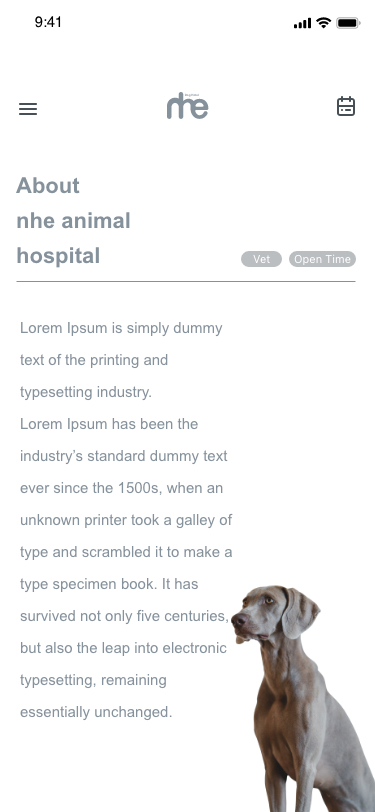 9:41
nhe
About
nhe animal
hospital
Vet
Open Time
Lorem Ipsum is simply dummy
text of the printing and
typesetting industry.
Lorem Ipsum has been the
industry’s standard dummy text
ever since the 1500s, when an
unknown printer took a galley of
type and scrambled it to make a
type specimen book. It has
survived not only five centuries,
but also the leap into electronic
typesetting, remaining
essentially unchanged.